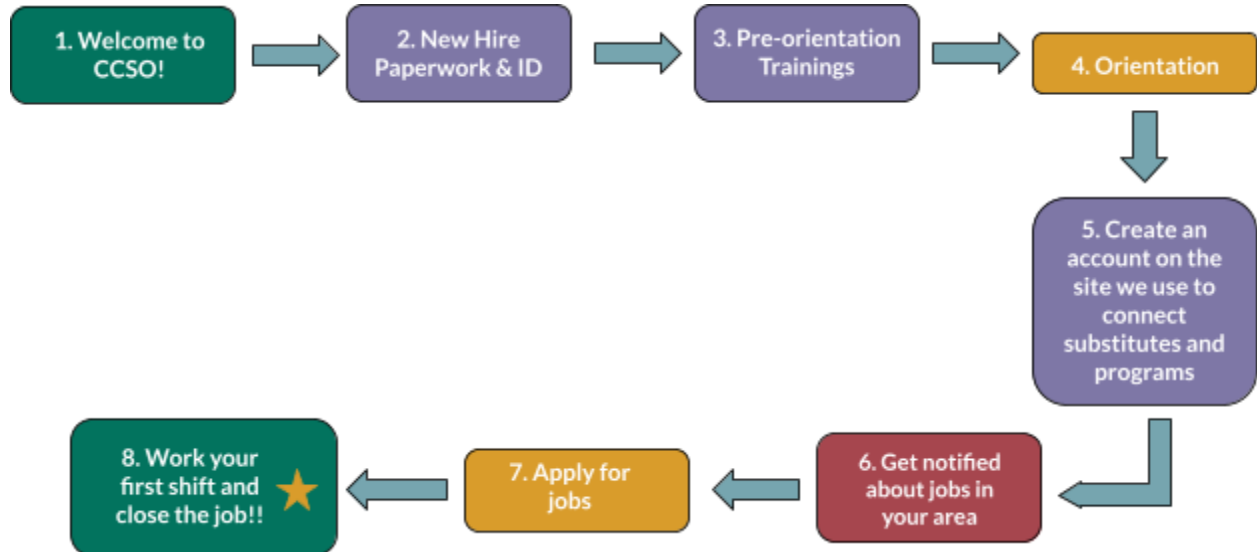 1. Welcome to
CCSO!
2. New Hire
Paperwork & ID
3. Pre-orientation
Trainings
4. Orientation
5. Create an
account on the
site we use to
connect
substitutes and
programs
6. Get notified
about jobs in
your area
7. Apply for
jobs
8. Work your
first shift and
close the job!!